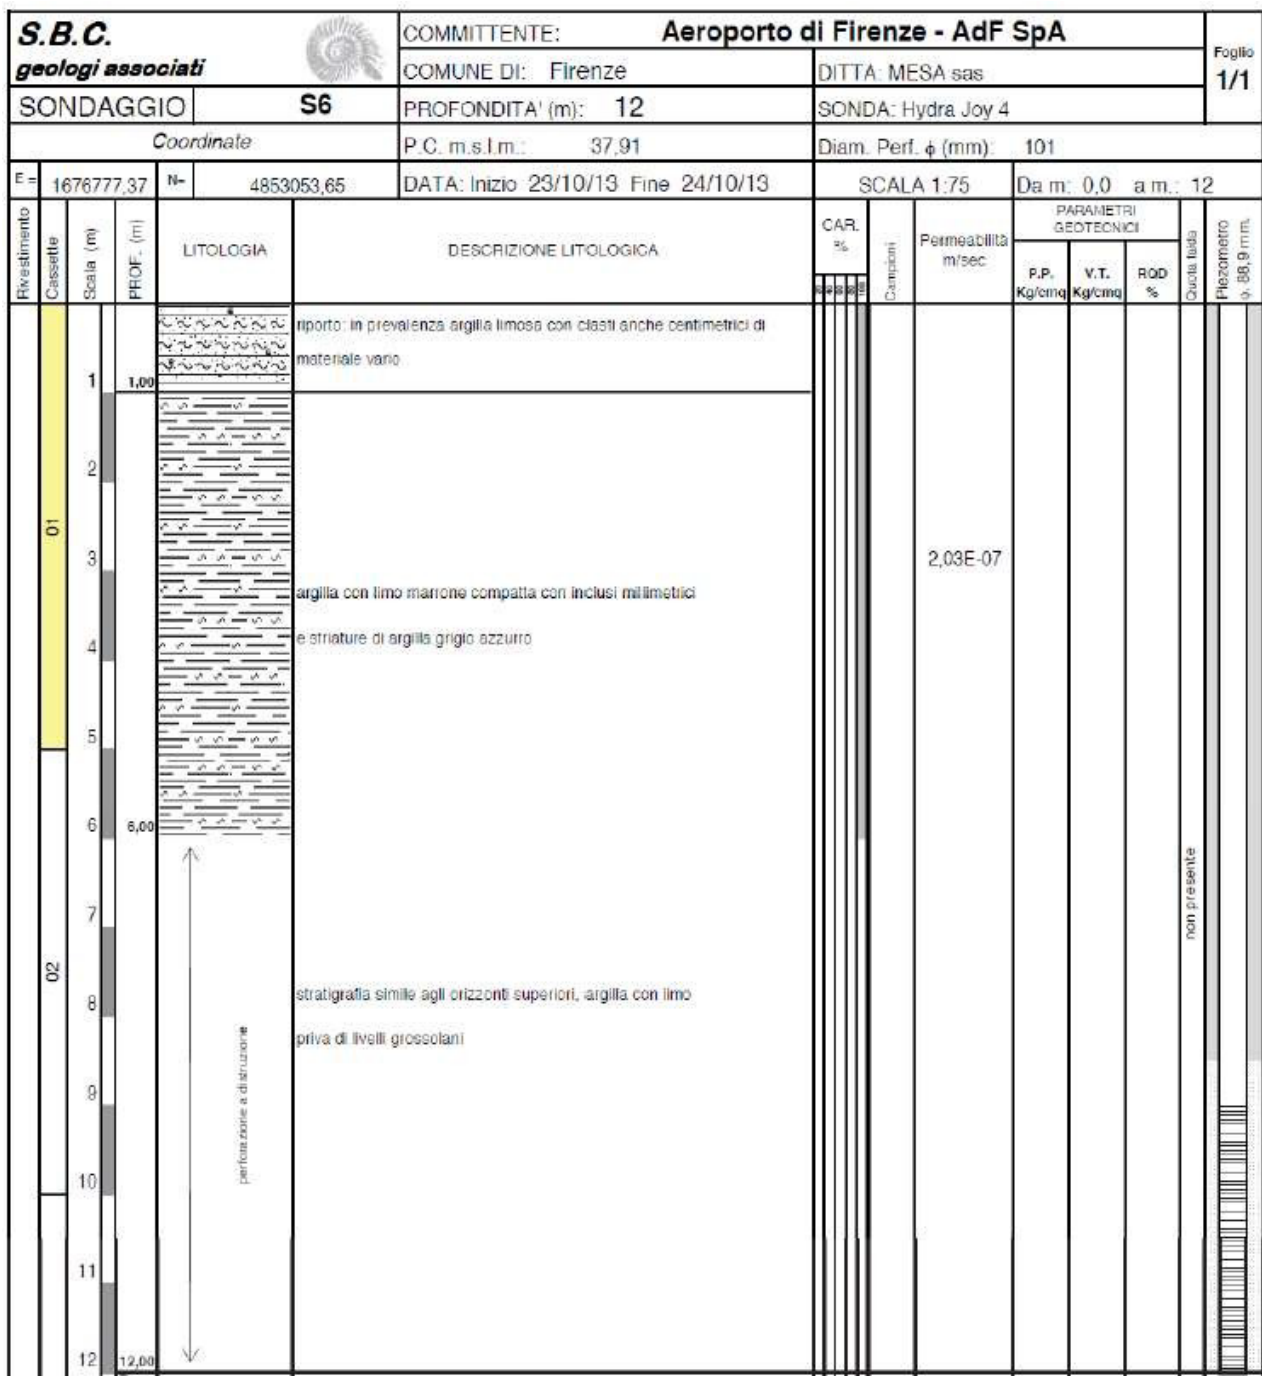 S.B.C.
geologi associati
COMMITTENTE: Aeroporto di Firenze - AdF SpA
COMUNE DI: Firenze
DITTA: MESA sas
Foglio
1/1
SONDAGGIO S6
PROFONDITA' (m): 12
SONDA: Hydra Joy 4
Coordinate
P.C. m.s.l.m.: 37,91
Diam. Perf. ϕ (mm): 101
E = 1676777,37 N= 4853053,65
DATA: Inizio 23/10/13 Fine 24/10/13
SCALA 1:75
Da m: 0,0 a m.: 12
Rivestimento
Cassette
Scala (m)
PROF. (m)
LITOLOGIA
DESCRIZIONE LITOLOGICA
CAR.
%
20 40 60 80 100
Campioni
Permeabilità
m/sec
PARAMETRI
GEOTECNICI
P.P.
Kg/cmq
V.T.
Kg/cmq
RQD
%
Quota falda
Piezometro
φ. 88,9 mm.
riporto: in prevalenza argilla limosa con clasti anche centimetrici di
materiale vario
1 1,00
2
01
3
2,03E-07
argilla con limo marrone compatta con inclusi millimetrici
e striature di argilla grigio azzurro
4
5
6 6,00
7
non presente
02
8
stratigrafia simile agli orizzonti superiori, argilla con limo
priva di livelli grossolani
perforazione a distruzione
9
10
11
12 12,00